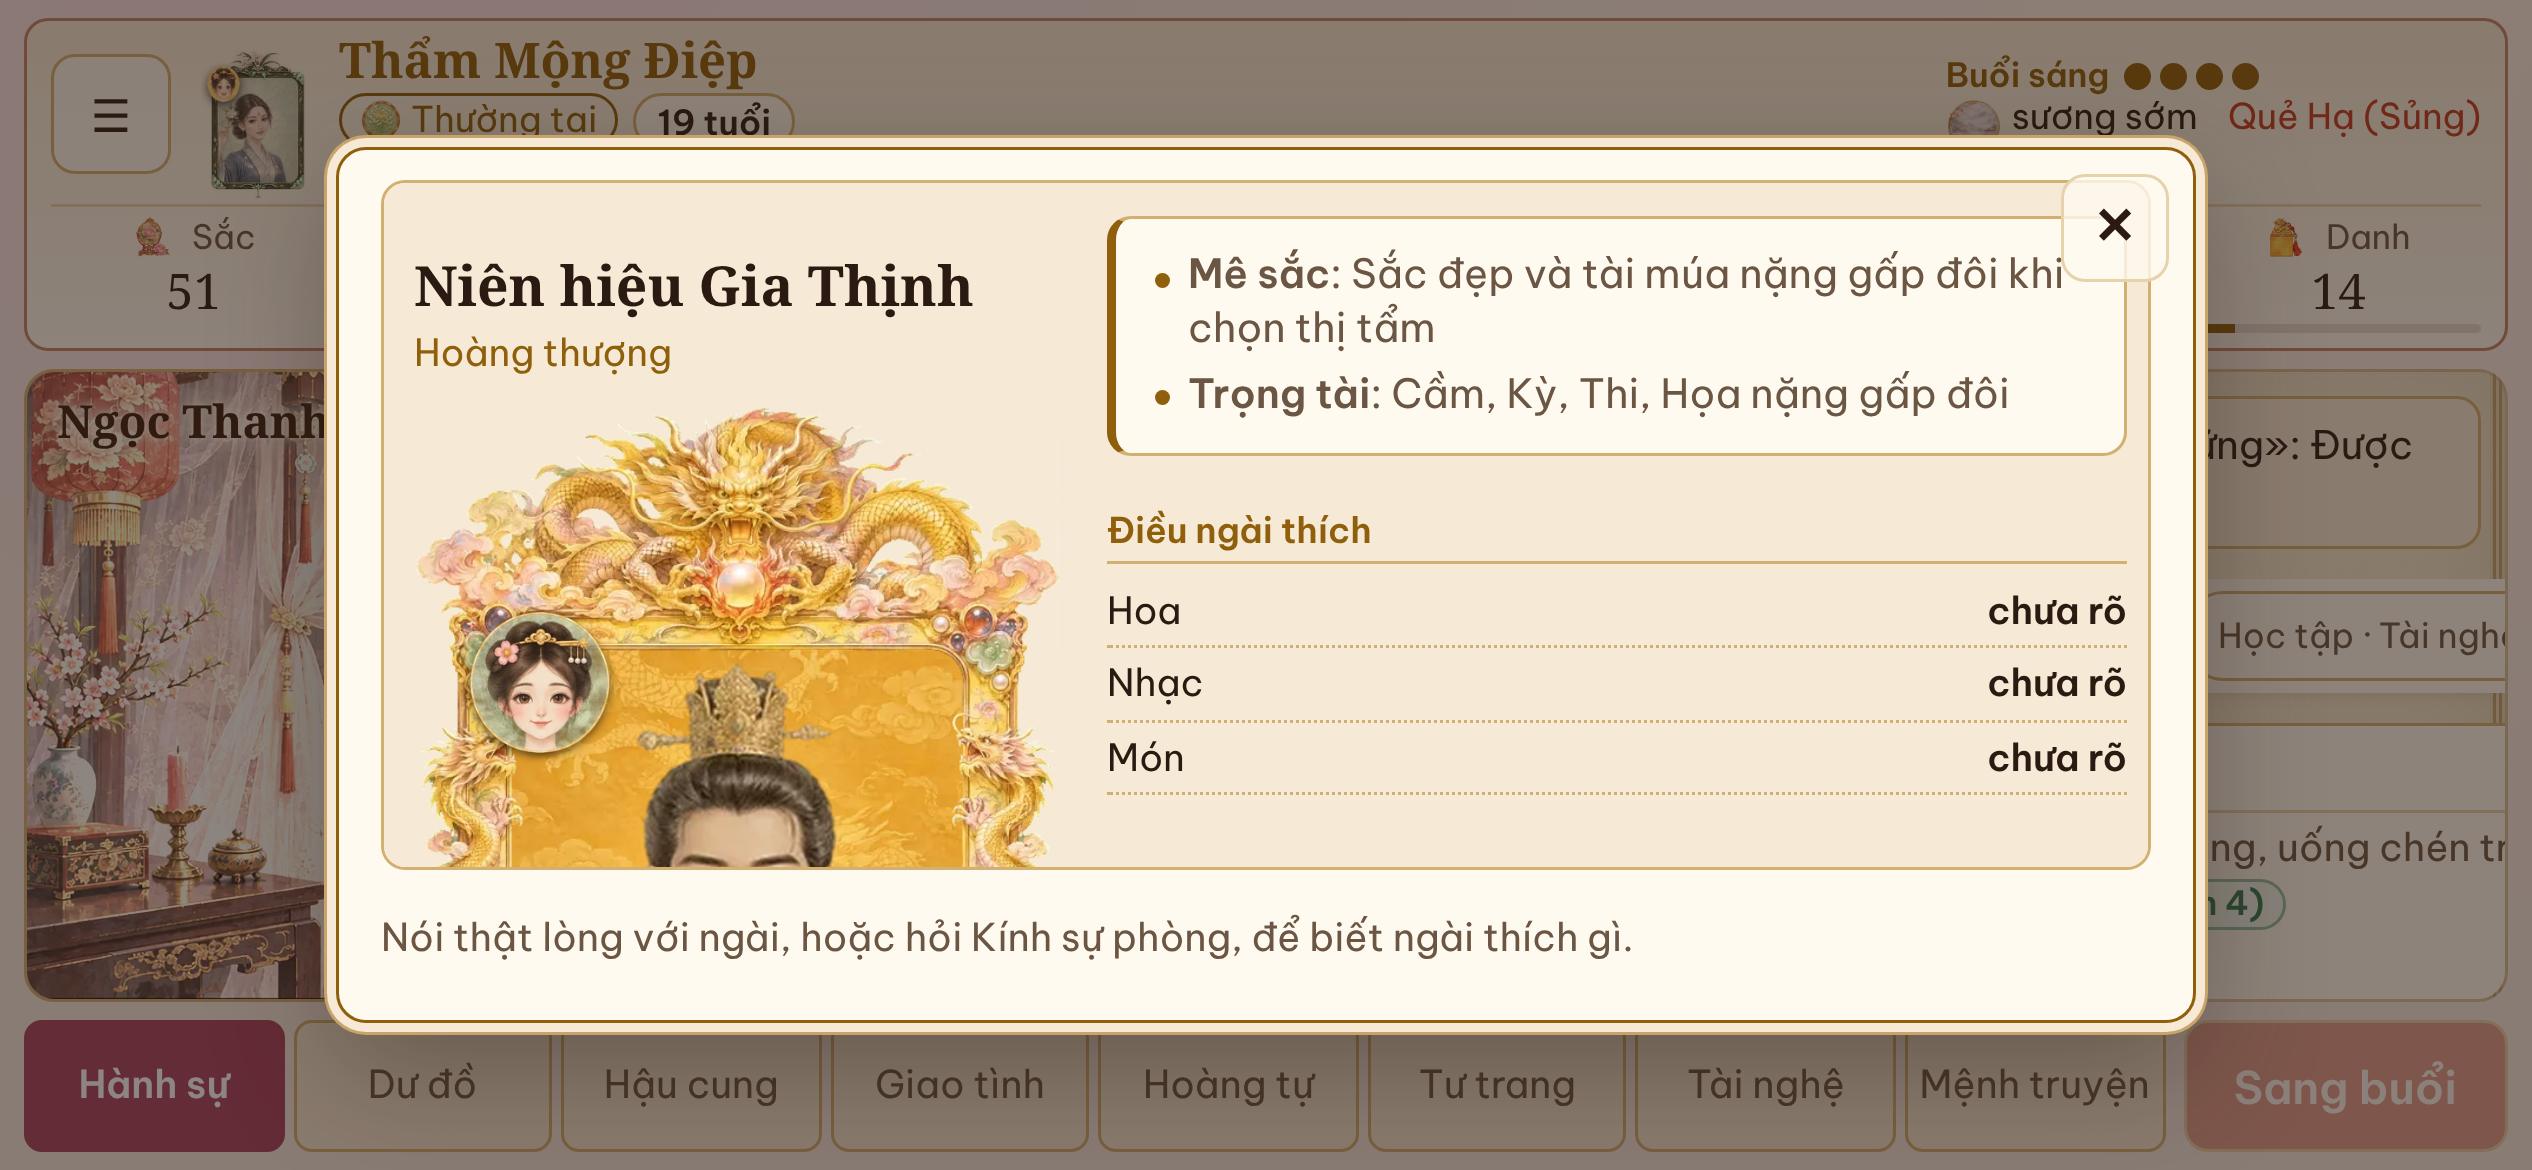 Thẩm Mộng Điệp
Thường tại
19 tuổi
Buổi sáng
sương sớm
Quẻ Hạ (Sủng)
Sắc
51
Danh
14
Niên hiệu Gia Thịnh
Hoàng thượng
Mê sắc: Sắc đẹp và tài múa nặng gấp đôi khi
chọn thị tẩm
Trọng tài: Cầm, Kỳ, Thi, Họa nặng gấp đôi
Điều ngài thích
Hoa chưa rõ
Nhạc chưa rõ
Món chưa rõ
Nói thật lòng với ngài, hoặc hỏi Kính sự phòng, để biết ngài thích gì.
Ngọc Thanh
Được
Học tập · Tài
uống chén
4)
Hành sự
Dư đồ
Hậu cung
Giao tình
Hoàng tự
Tư trang
Tài nghệ
Mệnh truyện
Sang buổi